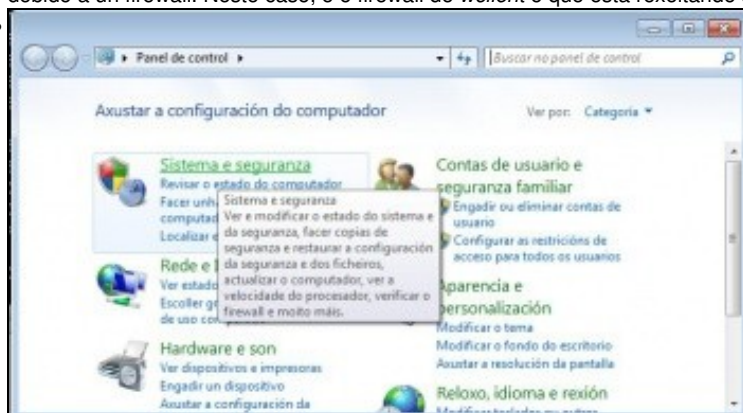 debido a un firewall. Neste caso, é o firewall do wclient o que está rexeitando
Panel de control
Buscar no panel de control
Axustar a configuración do computador
Ver por: Categoría
Sistema e seguranza
Revisar o estado do computador
Facer unh
computad
Localizar e
Sistema e seguranza
Ver e modificar o estado do sistema e
da seguranza, facer copias de
seguranza e restaurar a configuración
da seguranza e dos ficheiros,
actualizar o computador, ver a
velocidade do procesador, verificar o
firewall e moito máis.
Rede e I
Ver estado
Escoller gr
de uso
Hardware e son
Ver dispositivos e impresoras
Engadir un dispositivo
Axustar a configuración da
Contas de usuario e
seguranza familiar
Engadir ou eliminar contas de
usuario
Configurar as restricións de
acceso para todos os usuarios
Aparencia e
personalización
Modificar o tema
Modificar o fondo do escritorio
Axustar a resolución da pantalla
Reloxo, idioma e rexión